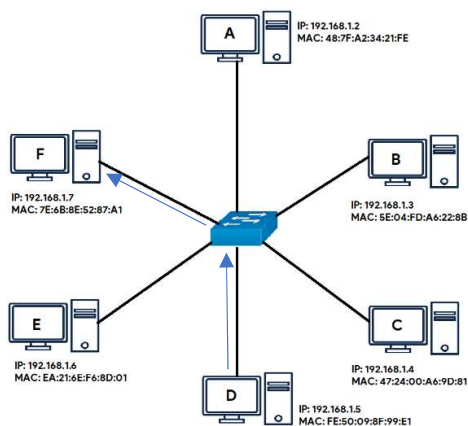 A
IP: 192.168.1.2
MAC: 48:7F:A2:34:21:FE
F
B
IP: 192.168.1.7
MAC: 7E:6B:8E:52:87:A1
IP: 192.168.1.3
MAC: 5E:04:FD:A6:22:8B
E
C
IP: 192.168.1.6
MAC: EA:21:6E:F6:8D:01
IP: 192.168.1.4
MAC: 47:24:00:A6:9D:81
D
IP: 192.168.1.5
MAC: FE:50:09:8F:99:E1